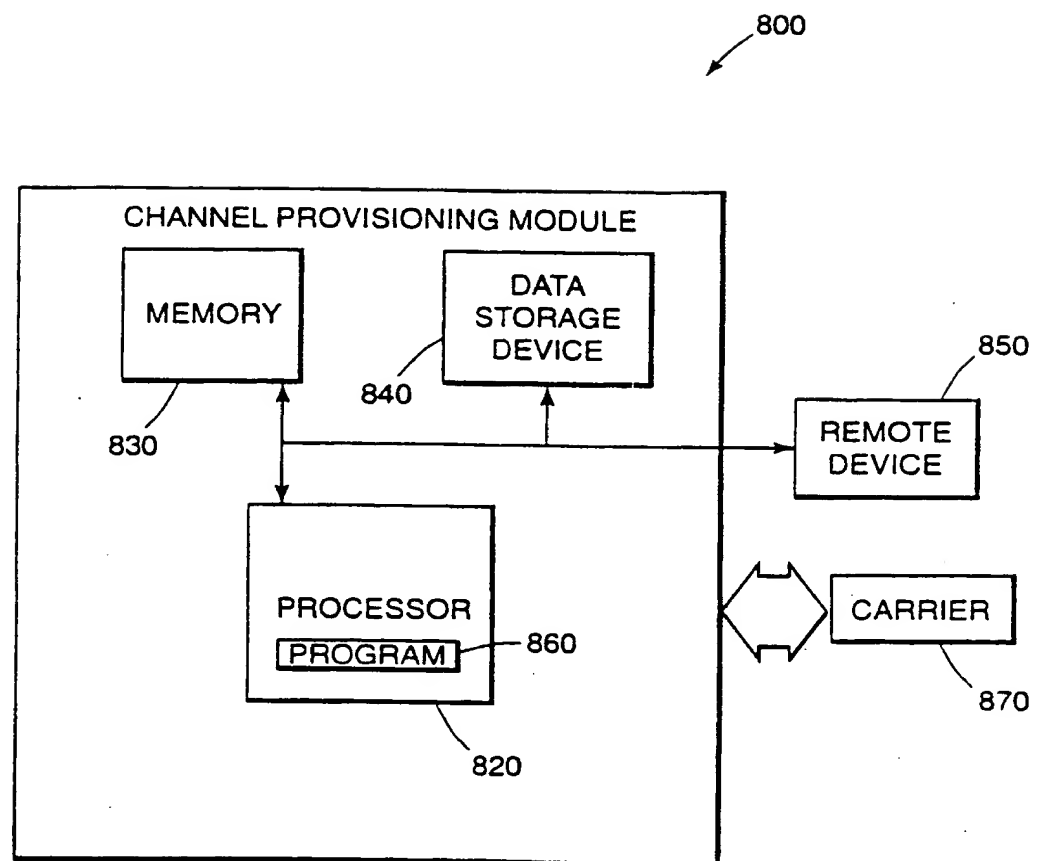 800
CHANNEL PROVISIONING MODULE
MEMORY
DATA
STORAGE
DEVICE
830
840
850
REMOTE
DEVICE
PROCESSOR
PROGRAM
860
820
CARRIER
870